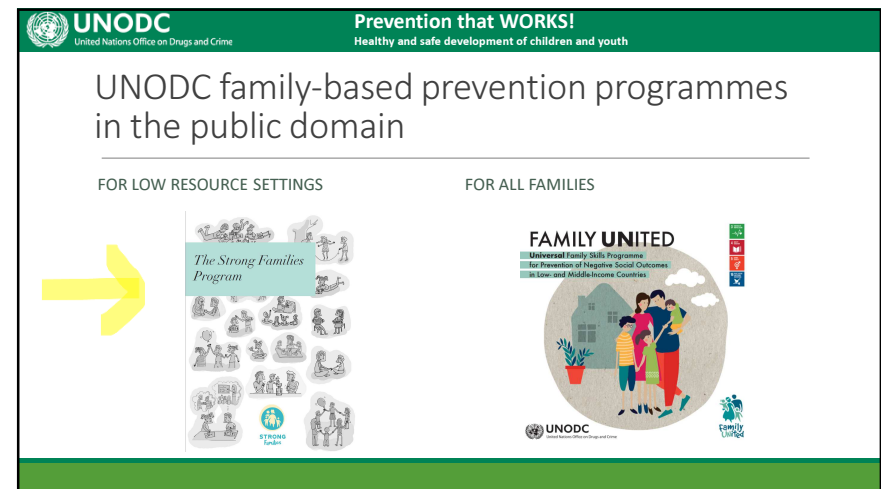 UNODC
United Nations Office on Drugs and Crime
Prevention that WORKS!
Healthy and safe development of children and youth
UNODC family-based prevention programmes
in the public domain
FOR LOW RESOURCE SETTINGS
FOR ALL FAMILIES
The Strong Families
Program
STRONG
Families
FAMILY UNITED
Universal Family Skills Programme
for Prevention of Negative Social Outcomes
in Low- and Middle-Income Countries
UNODC
United Nations Office on Drugs and Crime
Family
United